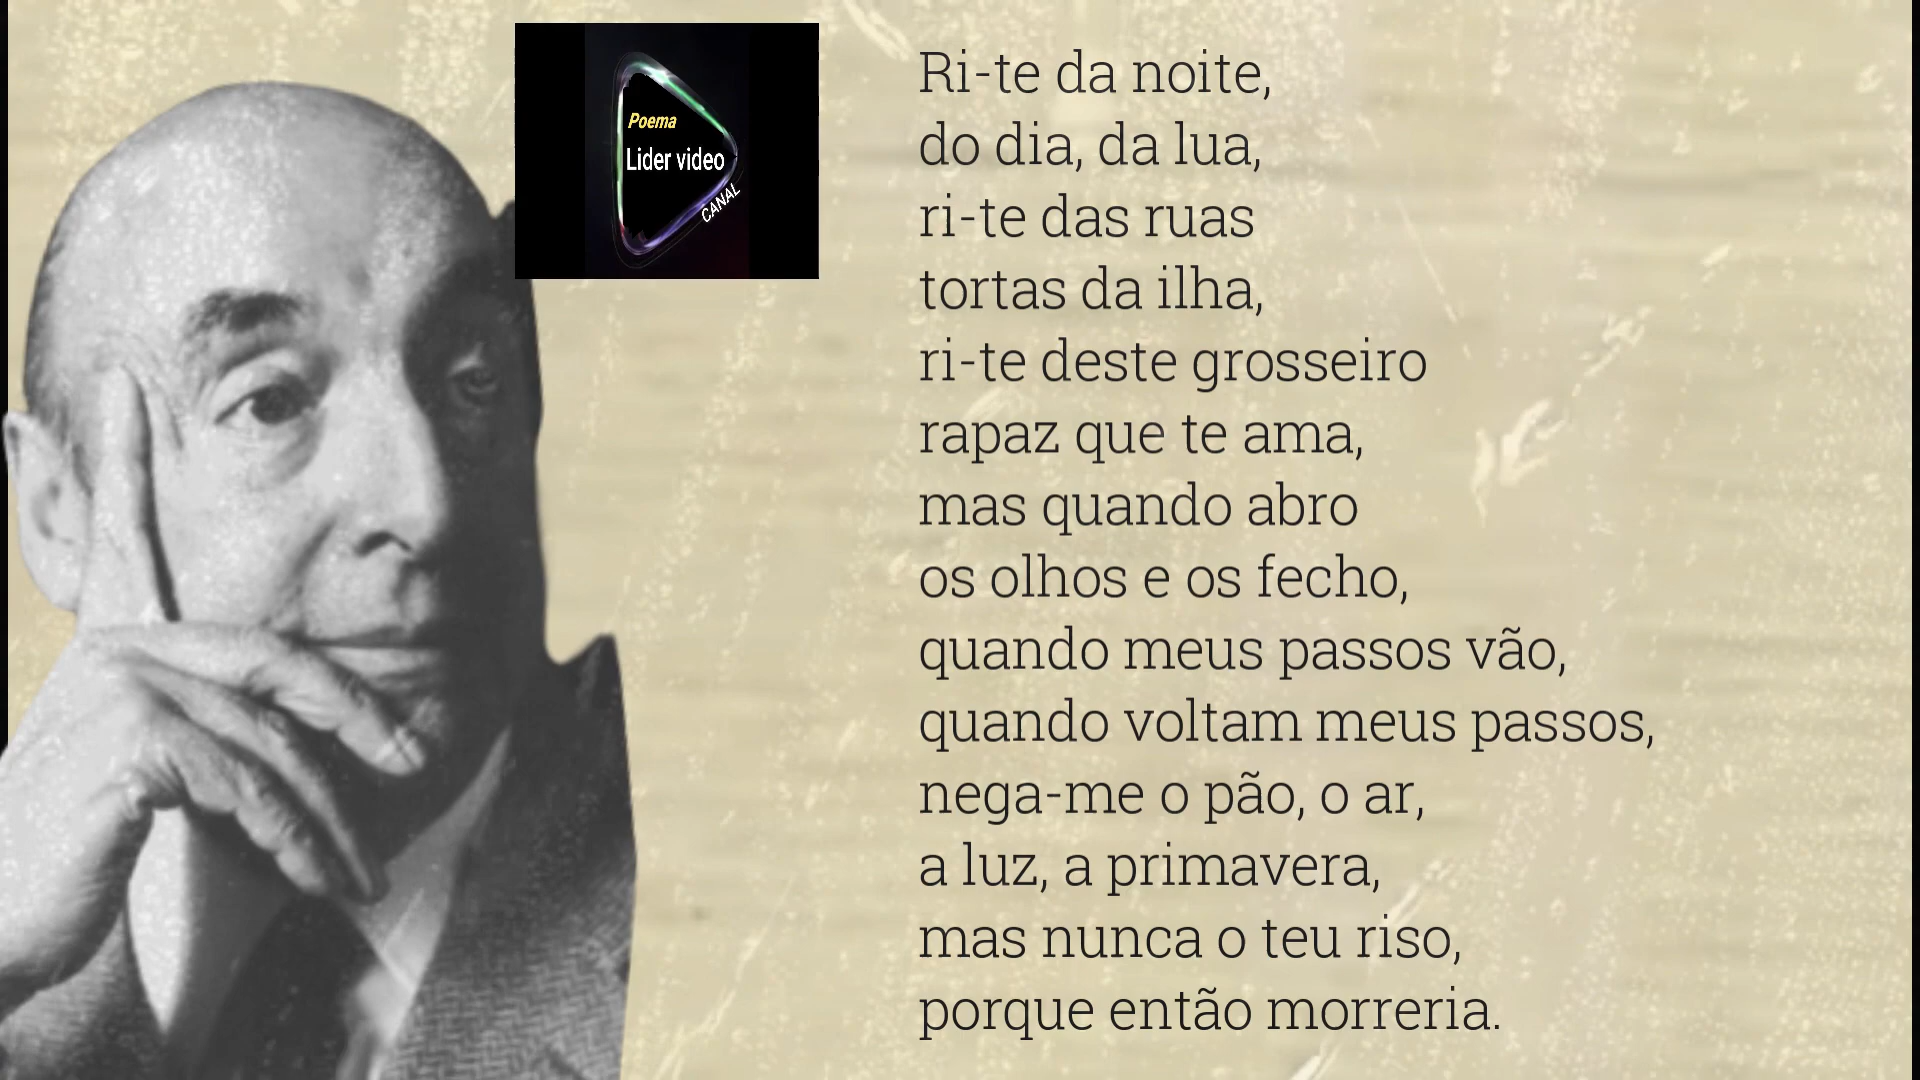 Poema
Lider video
CANAL
Ri-te da noite,
do dia, da lua,
ri-te das ruas
tortas da ilha,
ri-te deste grosseiro
rapaz que te ama,
mas quando abro
os olhos e os fecho,
quando meus passos vão,
quando voltam meus passos,
nega-me o pão, o ar,
a luz, a primavera,
mas nunca o teu riso,
porque então morreria.